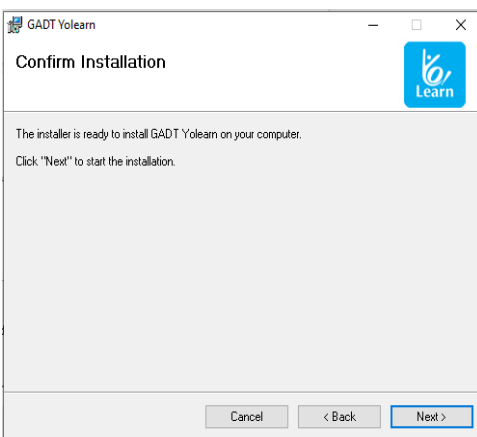 GADT Yolearn
Confirm Installation
Yo!
Learn
The installer is ready to install GADT Yolearn on your computer.
Click "Next" to start the installation.
Cancel
< Back
Next >